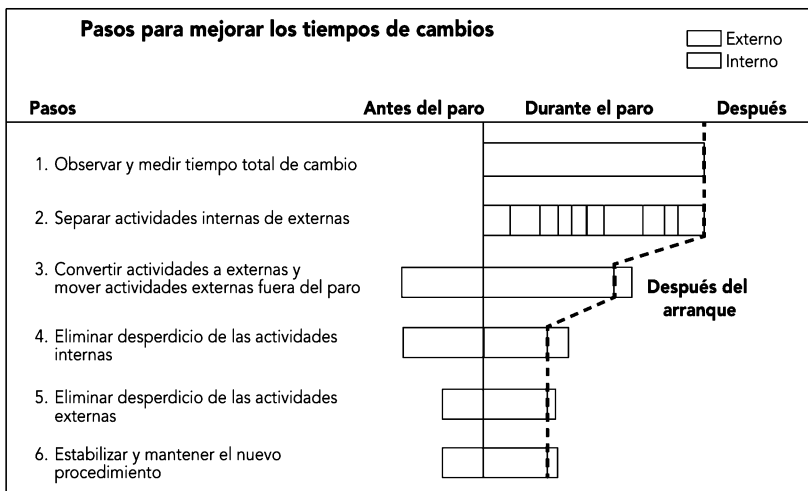 Pasos para mejorar los tiempos de cambios
Externo
Interno
Pasos
Antes del paro
Durante el paro
Después
1. Observar y medir tiempo total de cambio
2. Separar actividades internas de externas
3. Convertir actividades a externas y
mover actividades externas fuera del paro
Después del
arranque
4. Eliminar desperdicio de las actividades
internas
5. Eliminar desperdicio de las actividades
externas
6. Estabilizar y mantener el nuevo
procedimiento